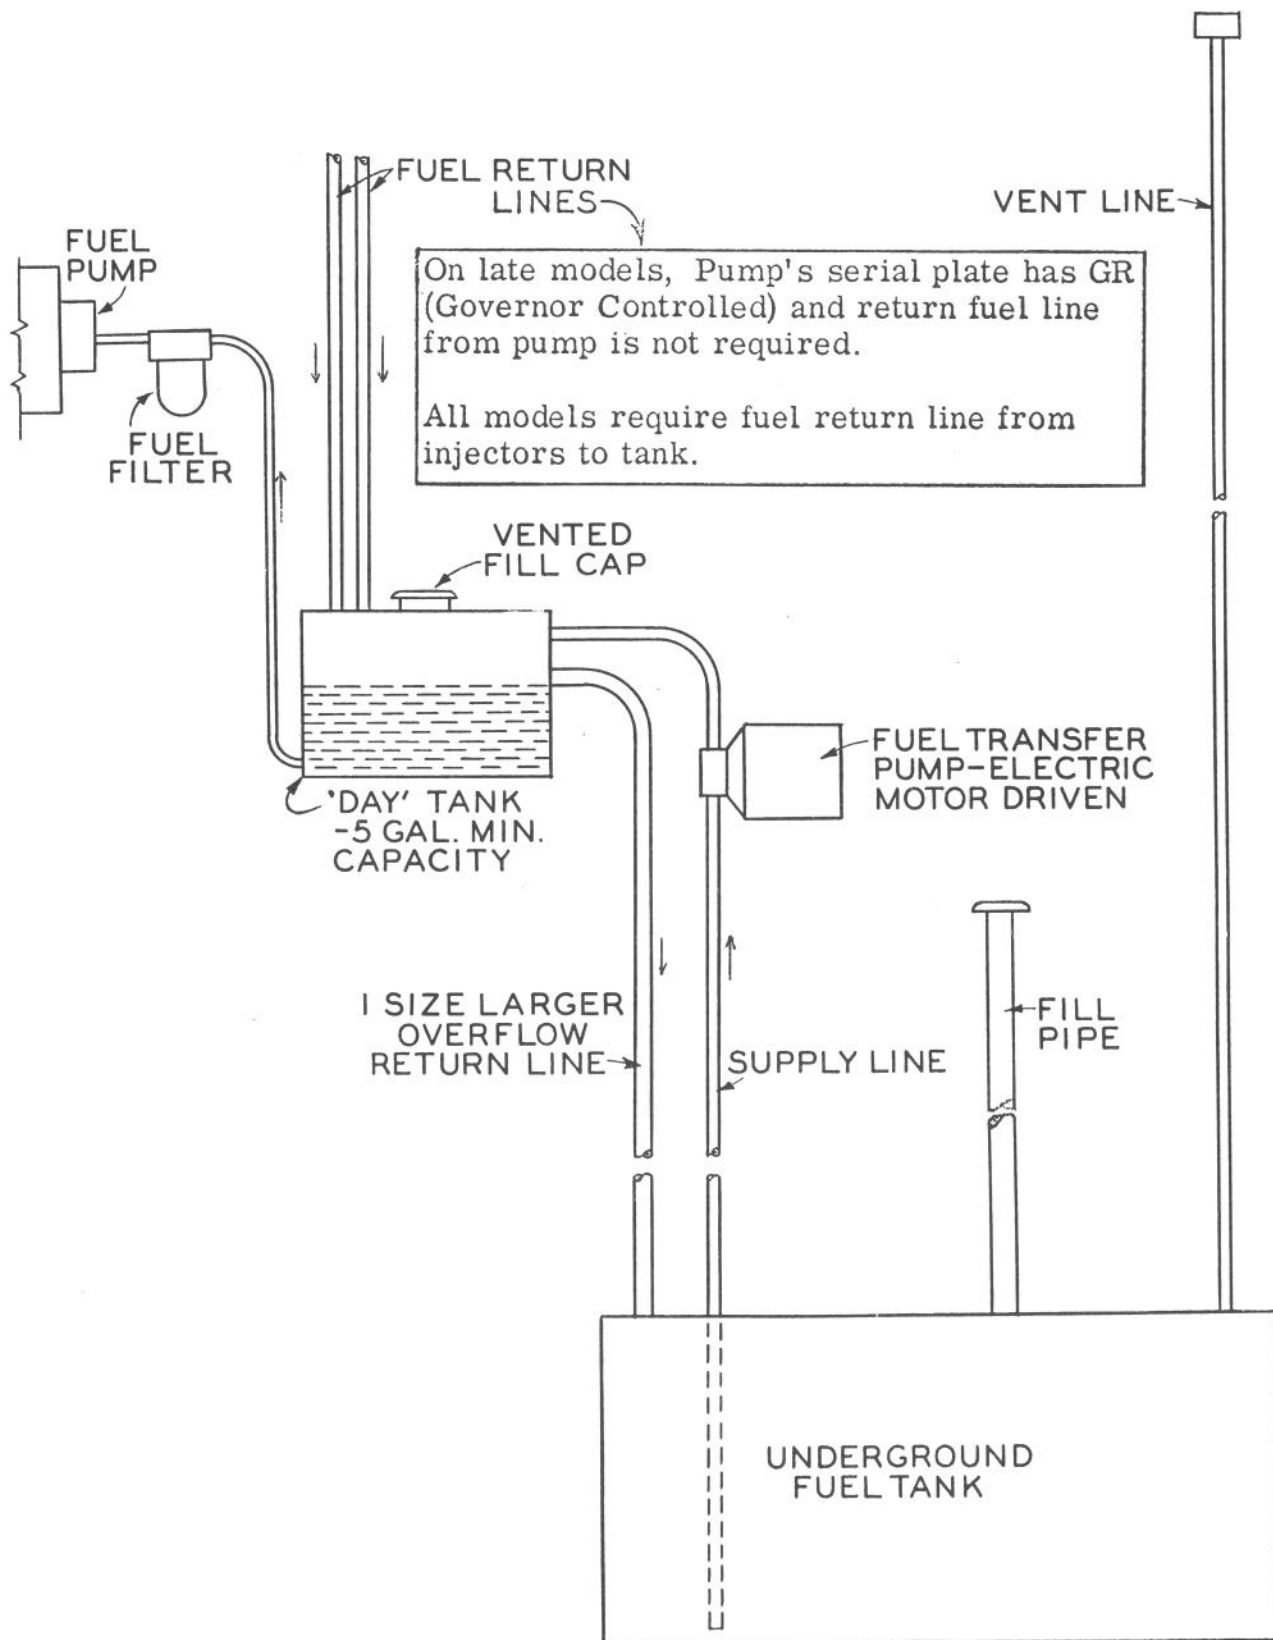 FUEL RETURN
LINES
VENT LINE
FUEL
PUMP
On late models, Pump's serial plate has GR
(Governor Controlled) and return fuel line
from pump is not required.
All models require fuel return line from
injectors to tank.
FUEL
FILTER
VENTED
FILL CAP
FUEL TRANSFER
PUMP-ELECTRIC
MOTOR DRIVEN
'DAY' TANK
-5 GAL. MIN.
CAPACITY
1 SIZE LARGER
OVERFLOW
RETURN LINE
SUPPLY LINE
FILL
PIPE
UNDERGROUND
FUEL TANK